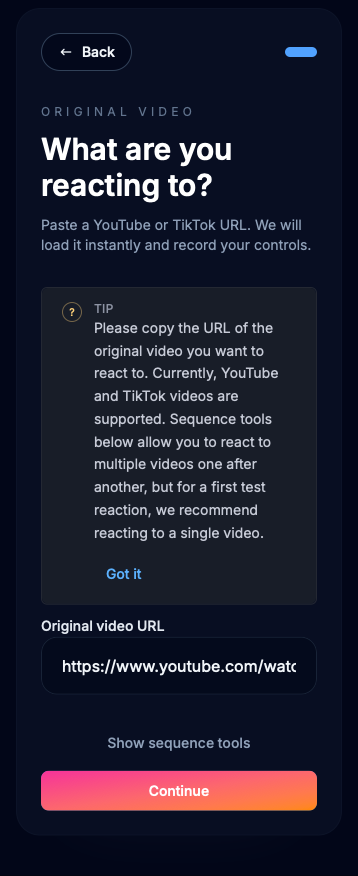 ← Back
ORIGINAL VIDEO
What are you
reacting to?
Paste a YouTube or TikTok URL. We will
load it instantly and record your controls.
?
TIP
Please copy the URL of the
original video you want to
react to. Currently, YouTube
and TikTok videos are
supported. Sequence tools
below allow you to react to
multiple videos one after
another, but for a first test
reaction, we recommend
reacting to a single video.
Got it
Original video URL
https://www.youtube.com/watc
Show sequence tools
Continue